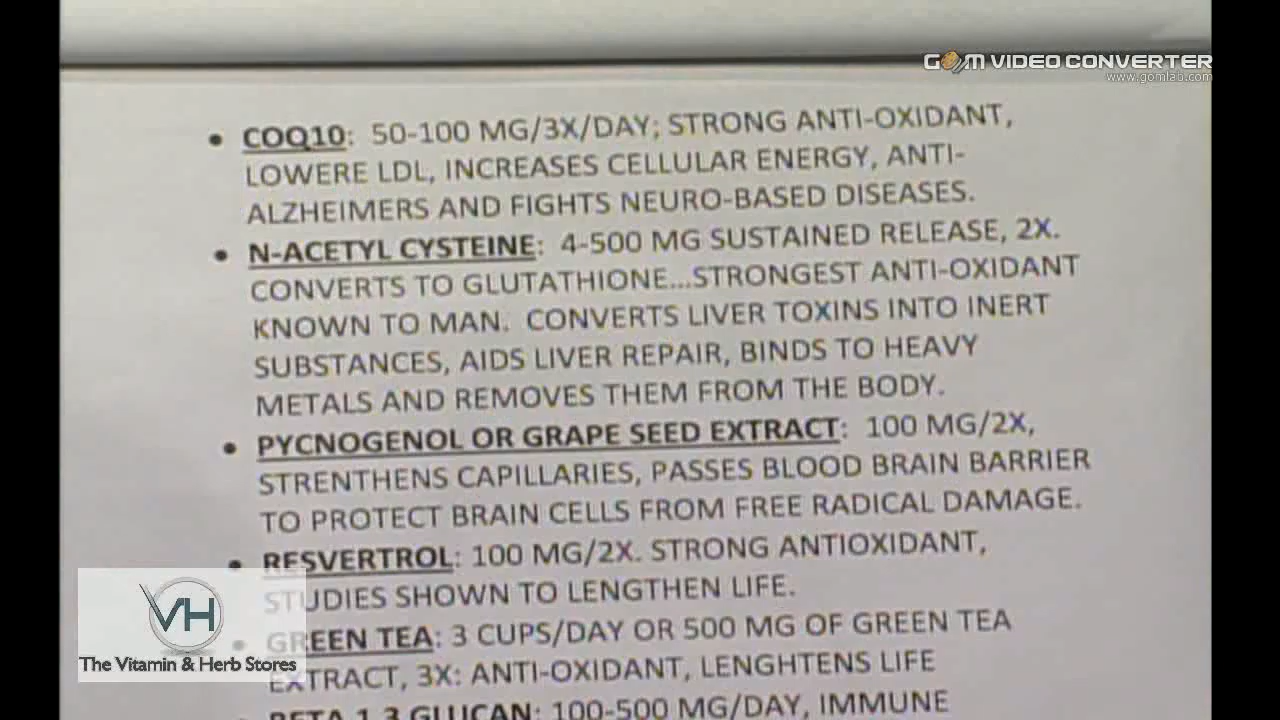 GOM VIDEO CONVERTER
www.gomlab.com
• COQ10: 50-100 MG/3X/DAY; STRONG ANTI-OXIDANT,
LOWERE LDL, INCREASES CELLULAR ENERGY, ANTI-
ALZHEIMERS AND FIGHTS NEURO-BASED DISEASES.
• N-ACETYL CYSTEINE: 4-500 MG SUSTAINED RELEASE, 2X.
CONVERTS TO GLUTATHIONE...STRONGEST ANTI-OXIDANT
KNOWN TO MAN. CONVERTS LIVER TOXINS INTO INERT
SUBSTANCES, AIDS LIVER REPAIR, BINDS TO HEAVY
METALS AND REMOVES THEM FROM THE BODY.
• PYCNOGENOL OR GRAPE SEED EXTRACT: 100 MG/2X,
STRENTHENS CAPILLARIES, PASSES BLOOD BRAIN BARRIER
TO PROTECT BRAIN CELLS FROM FREE RADICAL DAMAGE.
• RESVERTROL: 100 MG/2X. STRONG ANTIOXIDANT,
STUDIES SHOWN TO LENGTHEN LIFE.
• GREEN TEA: 3 CUPS/DAY OR 500 MG OF GREEN TEA
EXTRACT, 3X: ANTI-OXIDANT, LENGHTENS LIFE
• BETA 1,3 GLUCAN: 100-500 MG/DAY, IMMUNE
VH
The Vitamin & Herb Stores